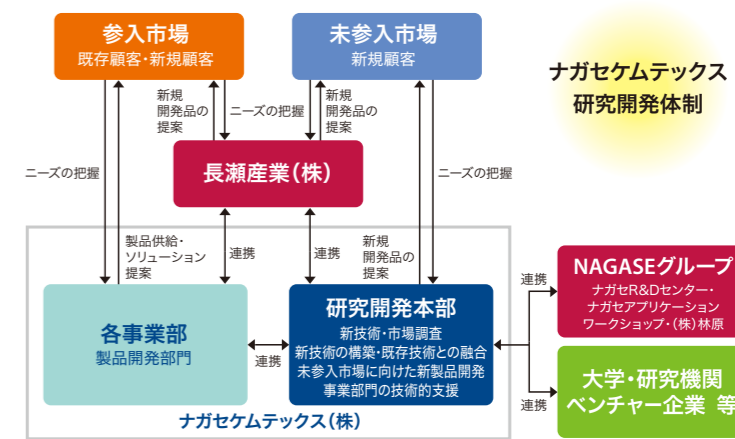 参入市場
既存顧客・新規顧客
未参入市場
新規顧客
ナガセケムテックス
研究開発体制
新規
開発品の
提案
ニーズの把握
新規
開発品の
提案
ニーズの把握
長瀬産業(株)
ニーズの把握
製品供給・
ソリューション
提案
連携
連携
新規
開発品の
提案
各事業部
製品開発部門
連携
研究開発本部
新技術・市場調査
新技術の構築・既存技術との融合
未参入市場に向けた新製品開発
事業部門の技術的支援
ナガセケムテックス(株)
連携
NAGASEグループ
ナガセR&Dセンター・
ナガセアプリケーション
ワークショップ・(株)林原
連携
大学・研究機関
ベンチャー企業 等